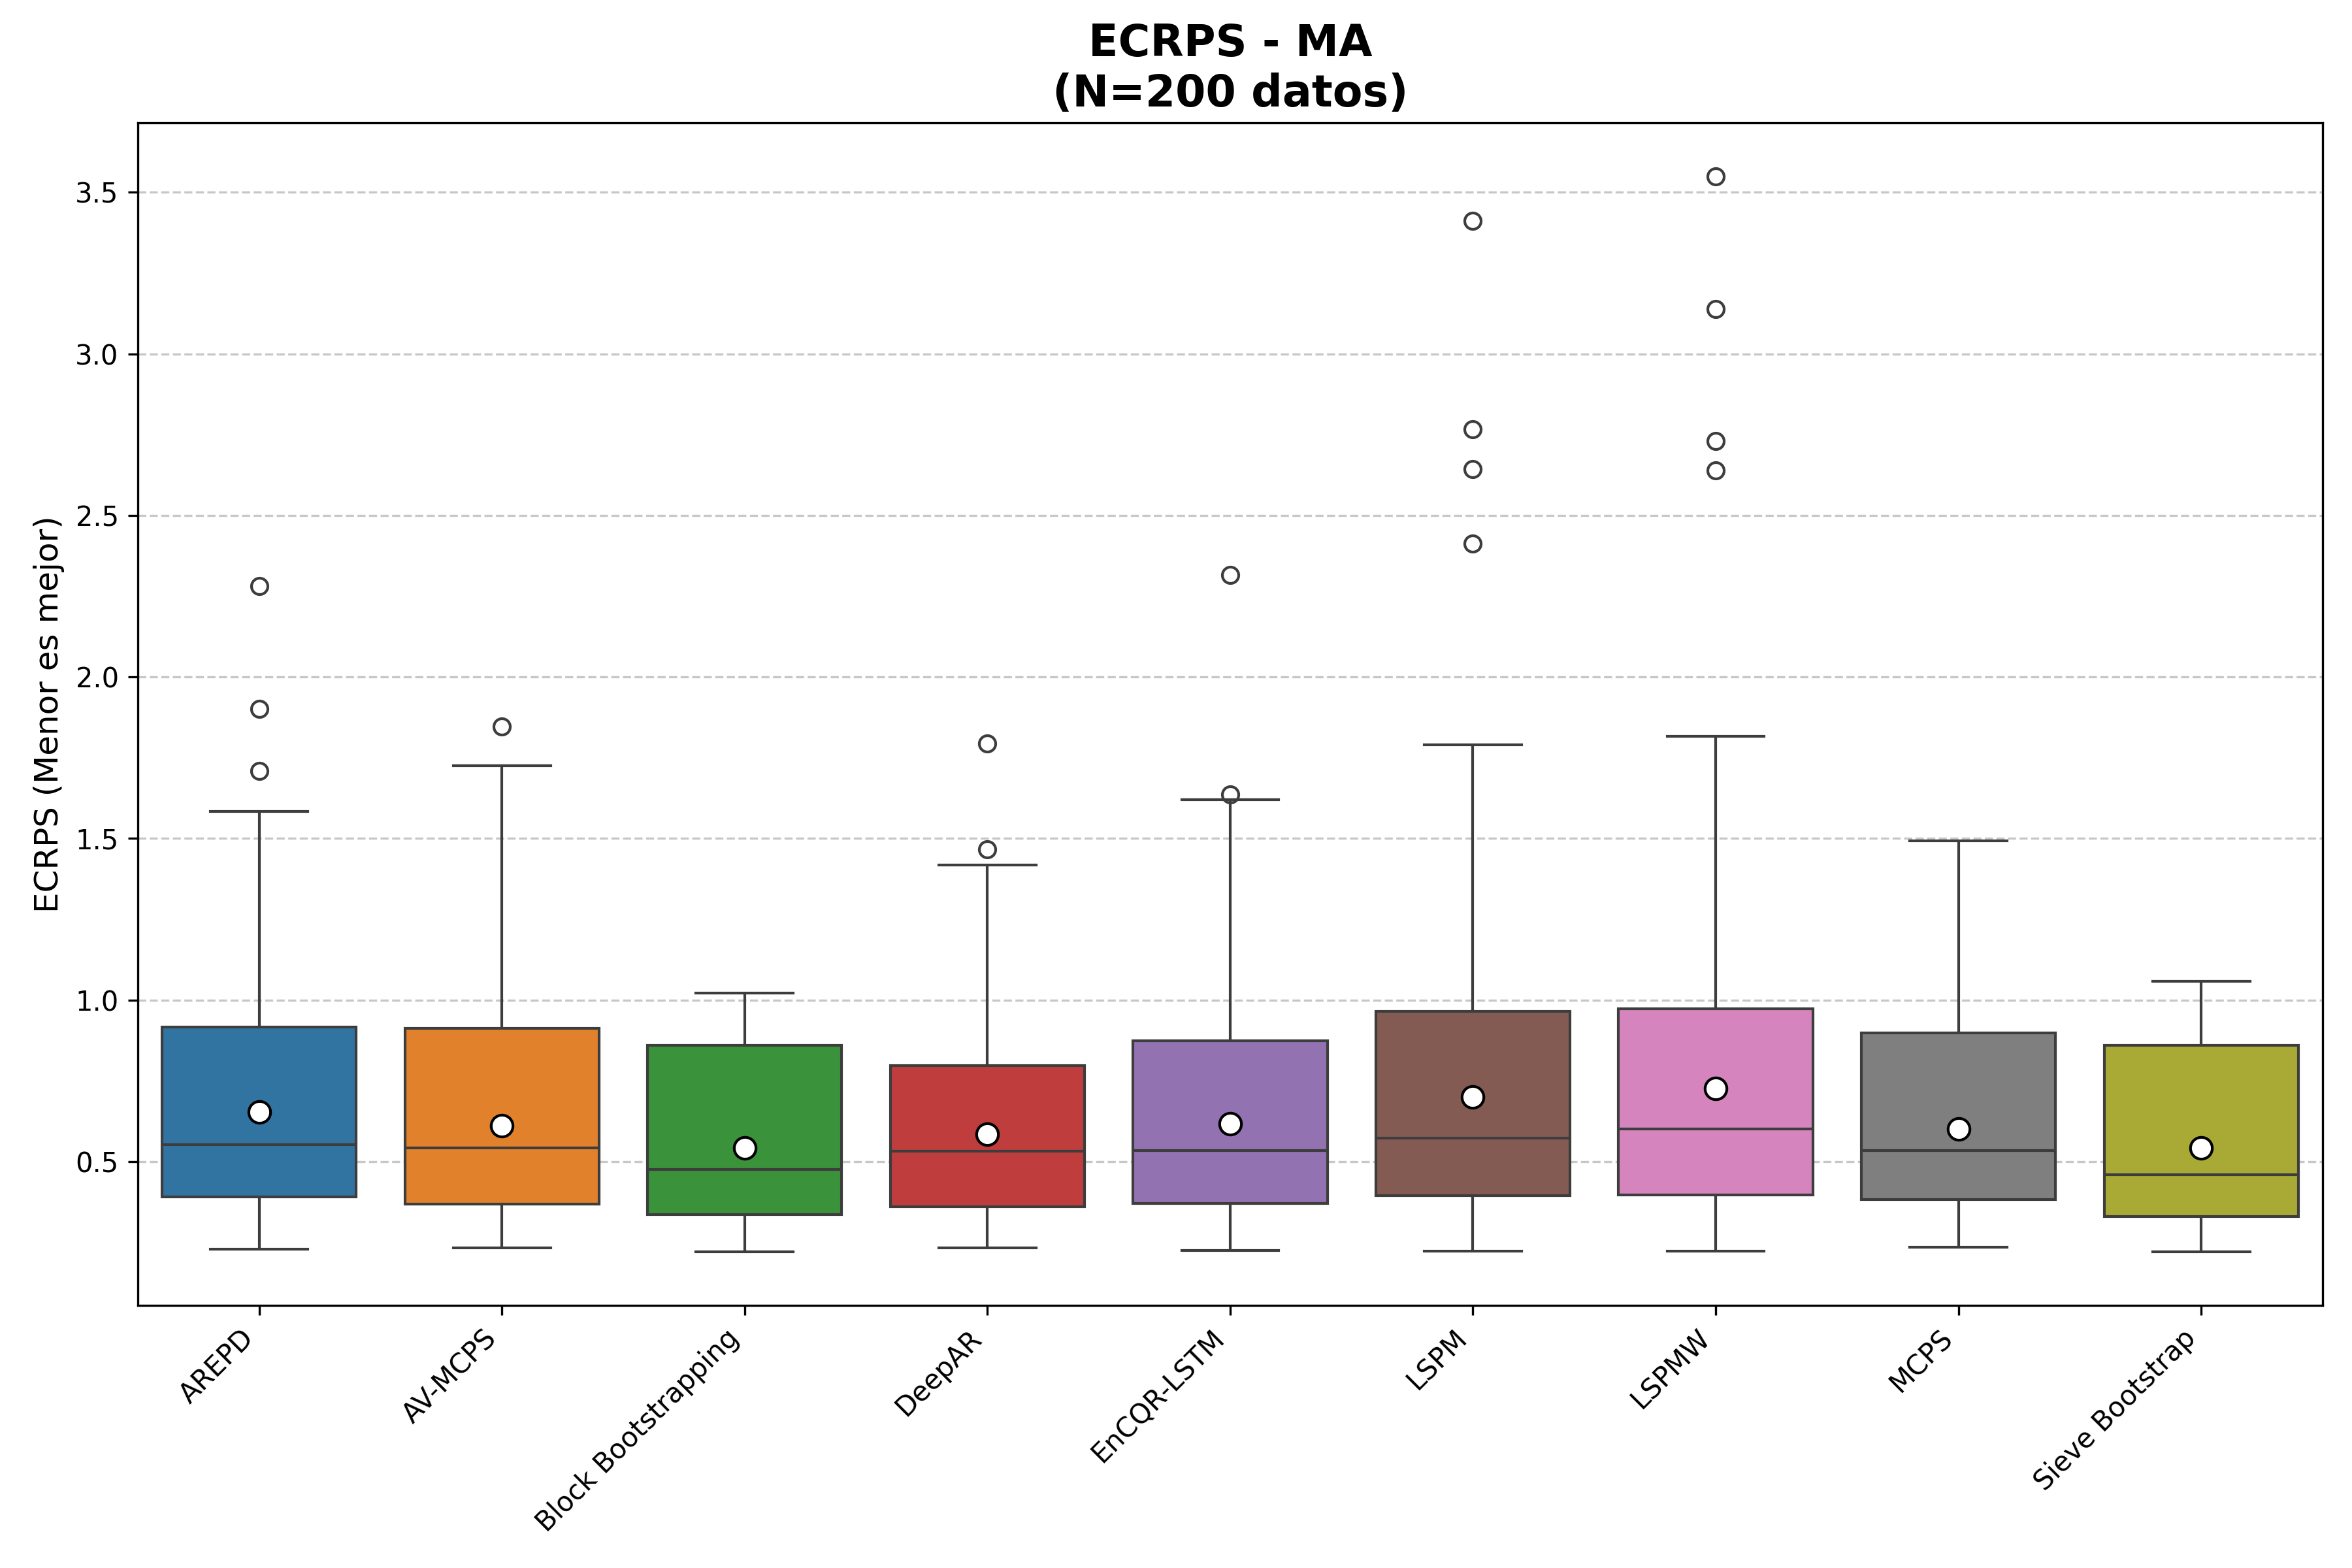 ECRPS - MA
(N=200 datos)
ECRPS (Menor es mejor)
3.5
3.0
2.5
2.0
1.5
1.0
0.5
AREPD
AV-MCPS
Block Bootstrapping
DeepAR
EnCQR-LSTM
LSPM
LSPMW
MCPS
Sieve Bootstrap